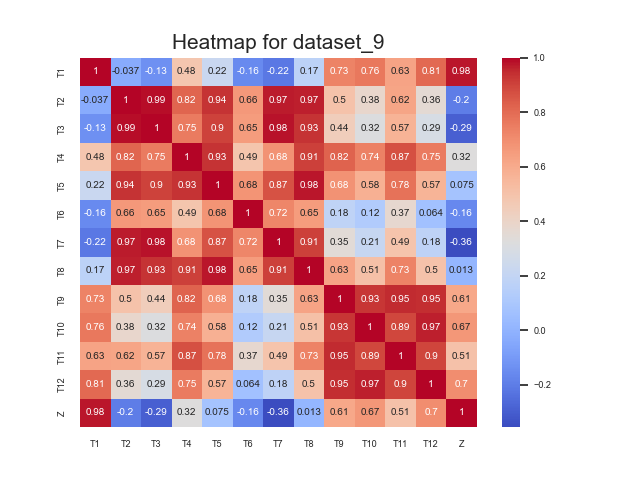 Heatmap for dataset_9
T1 1 -0.037 -0.13 0.48 0.22 -0.16 -0.22 0.17 0.73 0.76 0.63 0.81 0.98
T2 -0.037 1 0.99 0.82 0.94 0.66 0.97 0.97 0.5 0.38 0.62 0.36 -0.2
T3 -0.13 0.99 1 0.75 0.9 0.65 0.98 0.93 0.44 0.32 0.57 0.29 -0.29
T4 0.48 0.82 0.75 1 0.93 0.49 0.68 0.91 0.82 0.74 0.87 0.75 0.32
T5 0.22 0.94 0.9 0.93 1 0.68 0.87 0.98 0.68 0.58 0.78 0.57 0.075
T6 -0.16 0.66 0.65 0.49 0.68 1 0.72 0.65 0.18 0.12 0.37 0.064 -0.16
T7 -0.22 0.97 0.98 0.68 0.87 0.72 1 0.91 0.35 0.21 0.49 0.18 -0.36
T8 0.17 0.97 0.93 0.91 0.98 0.65 0.91 1 0.63 0.51 0.73 0.5 0.013
T9 0.73 0.5 0.44 0.82 0.68 0.18 0.35 0.63 1 0.93 0.95 0.95 0.61
T10 0.76 0.38 0.32 0.74 0.58 0.12 0.21 0.51 0.93 1 0.89 0.97 0.67
T11 0.63 0.62 0.57 0.87 0.78 0.37 0.49 0.73 0.95 0.89 1 0.9 0.51
T12 0.81 0.36 0.29 0.75 0.57 0.064 0.18 0.5 0.95 0.97 0.9 1 0.7
Z 0.98 -0.2 -0.29 0.32 0.075 -0.16 -0.36 0.013 0.61 0.67 0.51 0.7 1
T1 T2 T3 T4 T5 T6 T7 T8 T9 T10 T11 T12 Z
1.0
0.8
0.6
0.4
0.2
0.0
−0.2